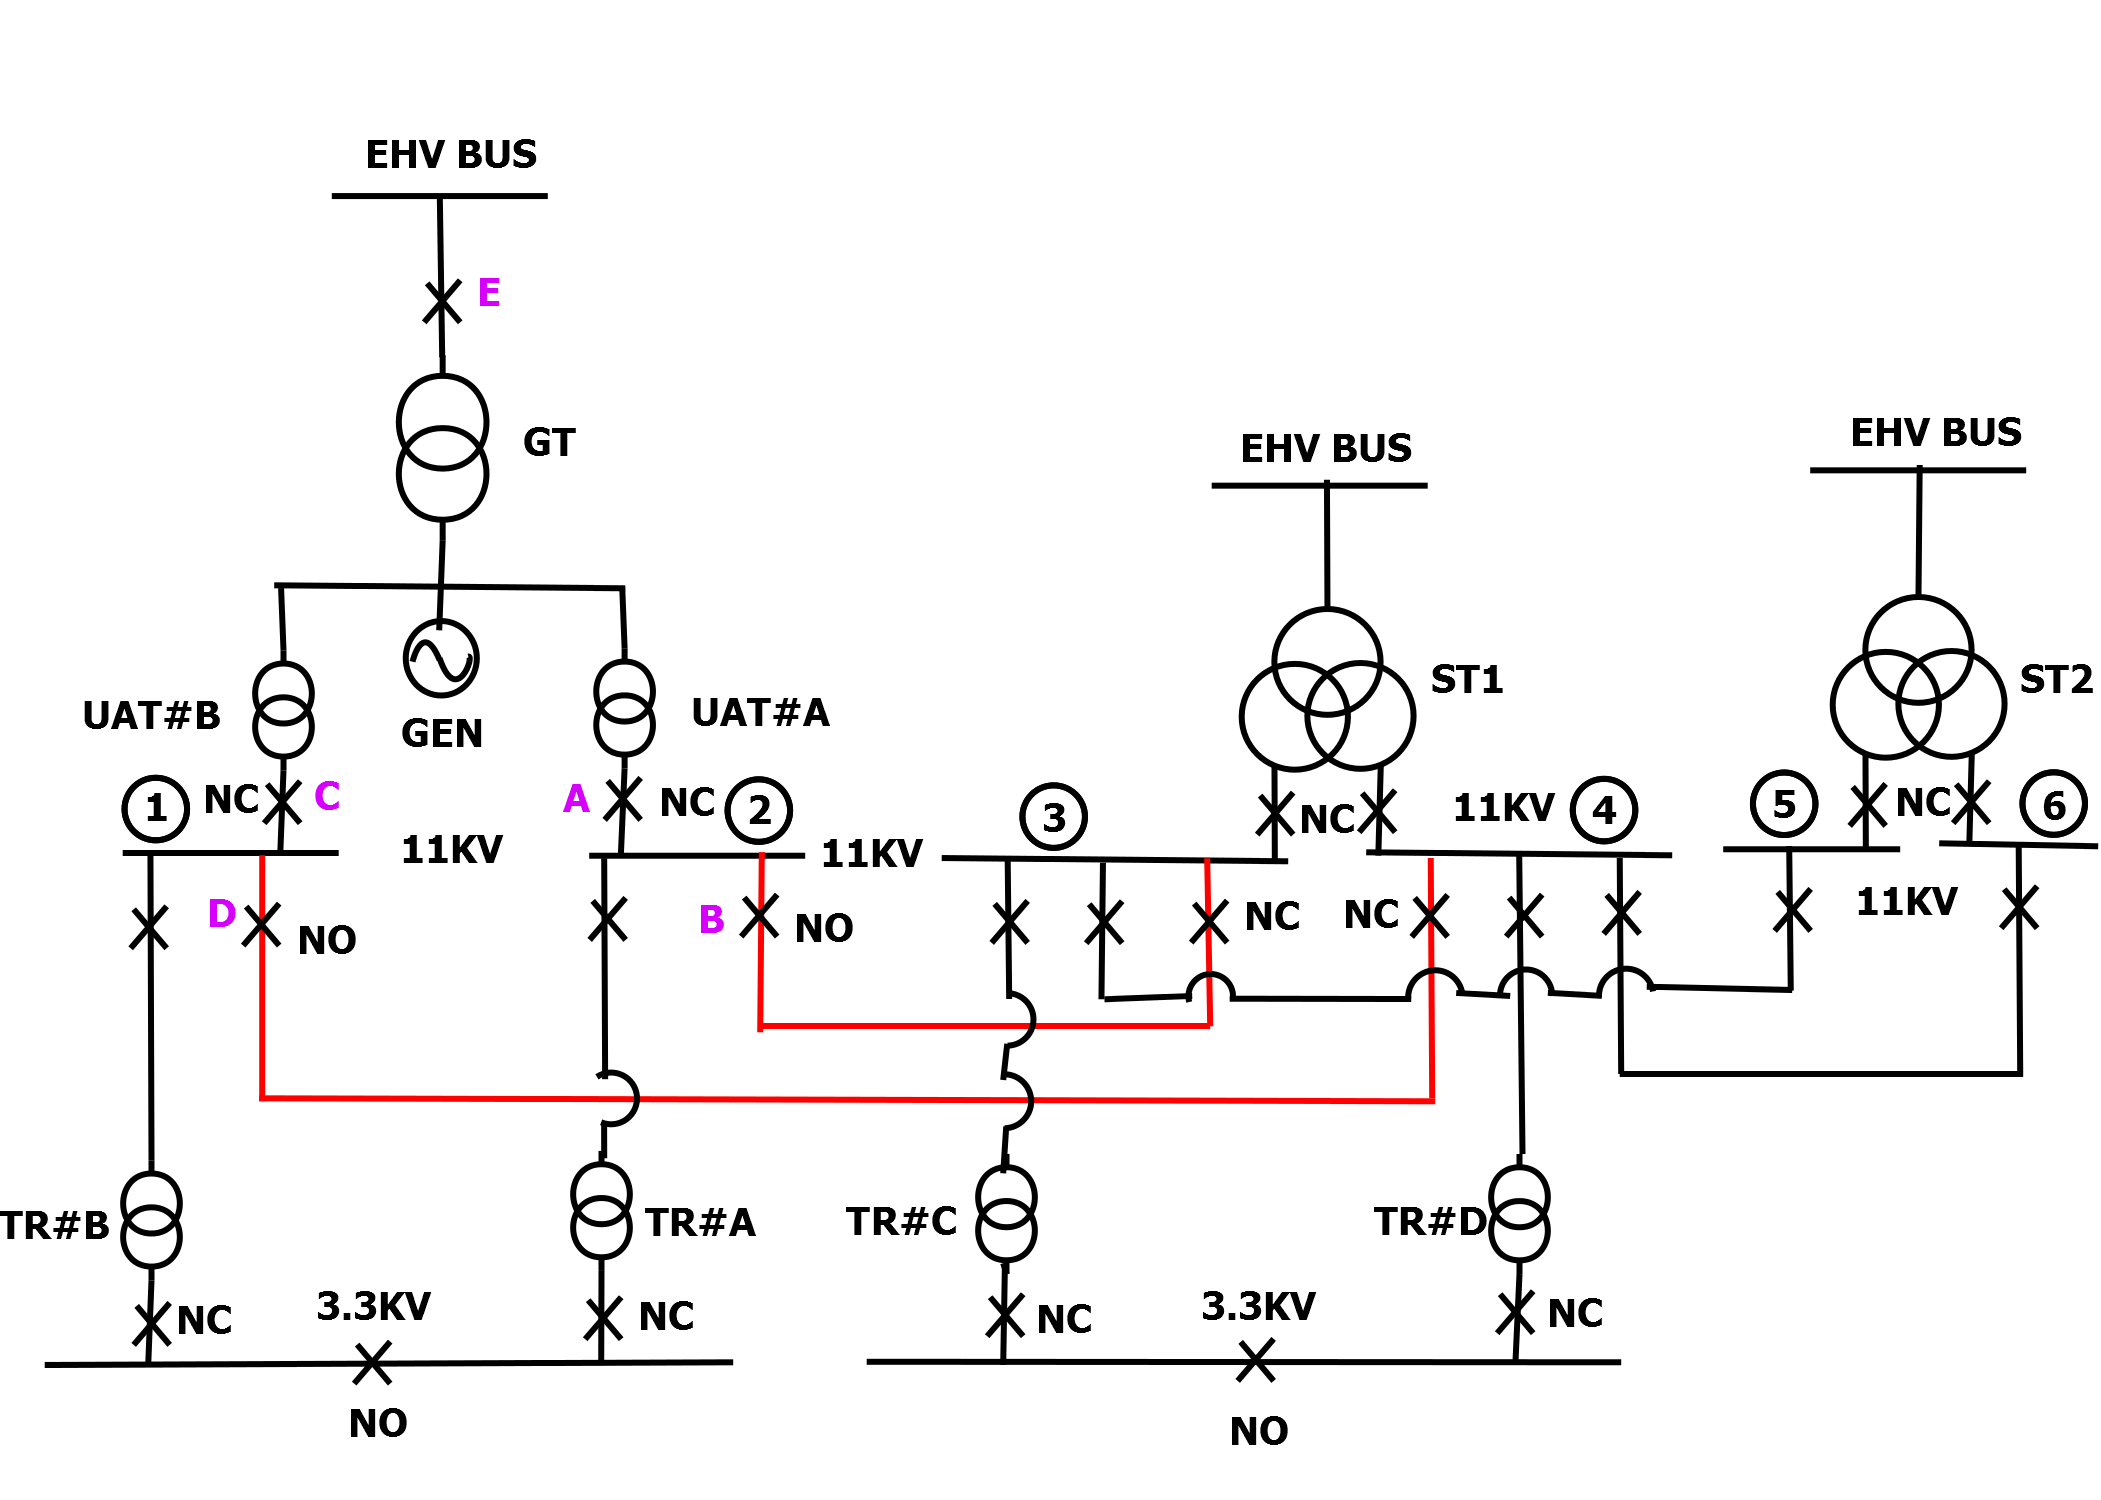 EHV BUS
E
GT
EHV BUS
EHV BUS
ST1
ST2
UAT#B
GEN
UAT#A
1
NC
C
A
NC
2
3
NC
11KV
4
5
NC
6
11KV
11KV
D
NO
B
NO
NC
NC
11KV
TR#B
TR#A
TR#C
TR#D
NC
3.3KV
NC
NC
3.3KV
NC
NO
NO